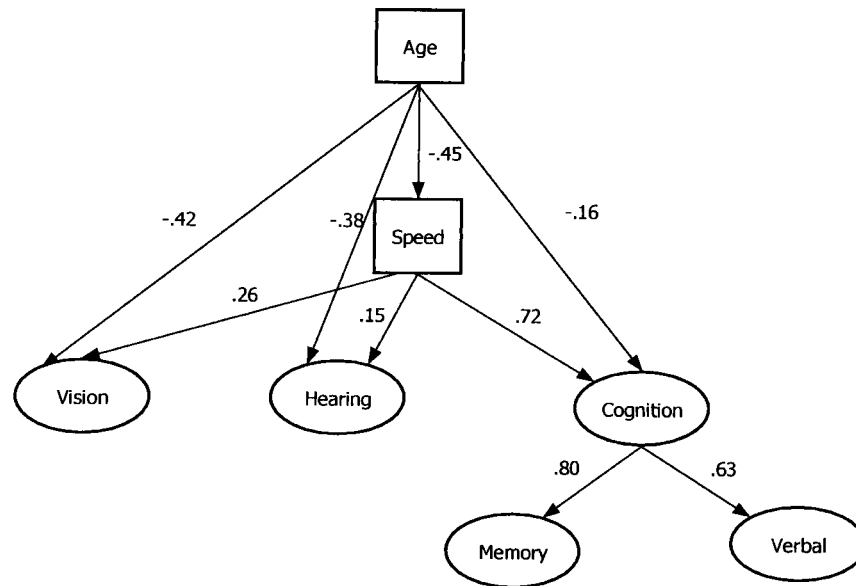 Age
-.45
-.42
-.38
Speed
-.16
.26
.15
.72
Vision
Hearing
Cognition
.80
.63
Memory
Verbal